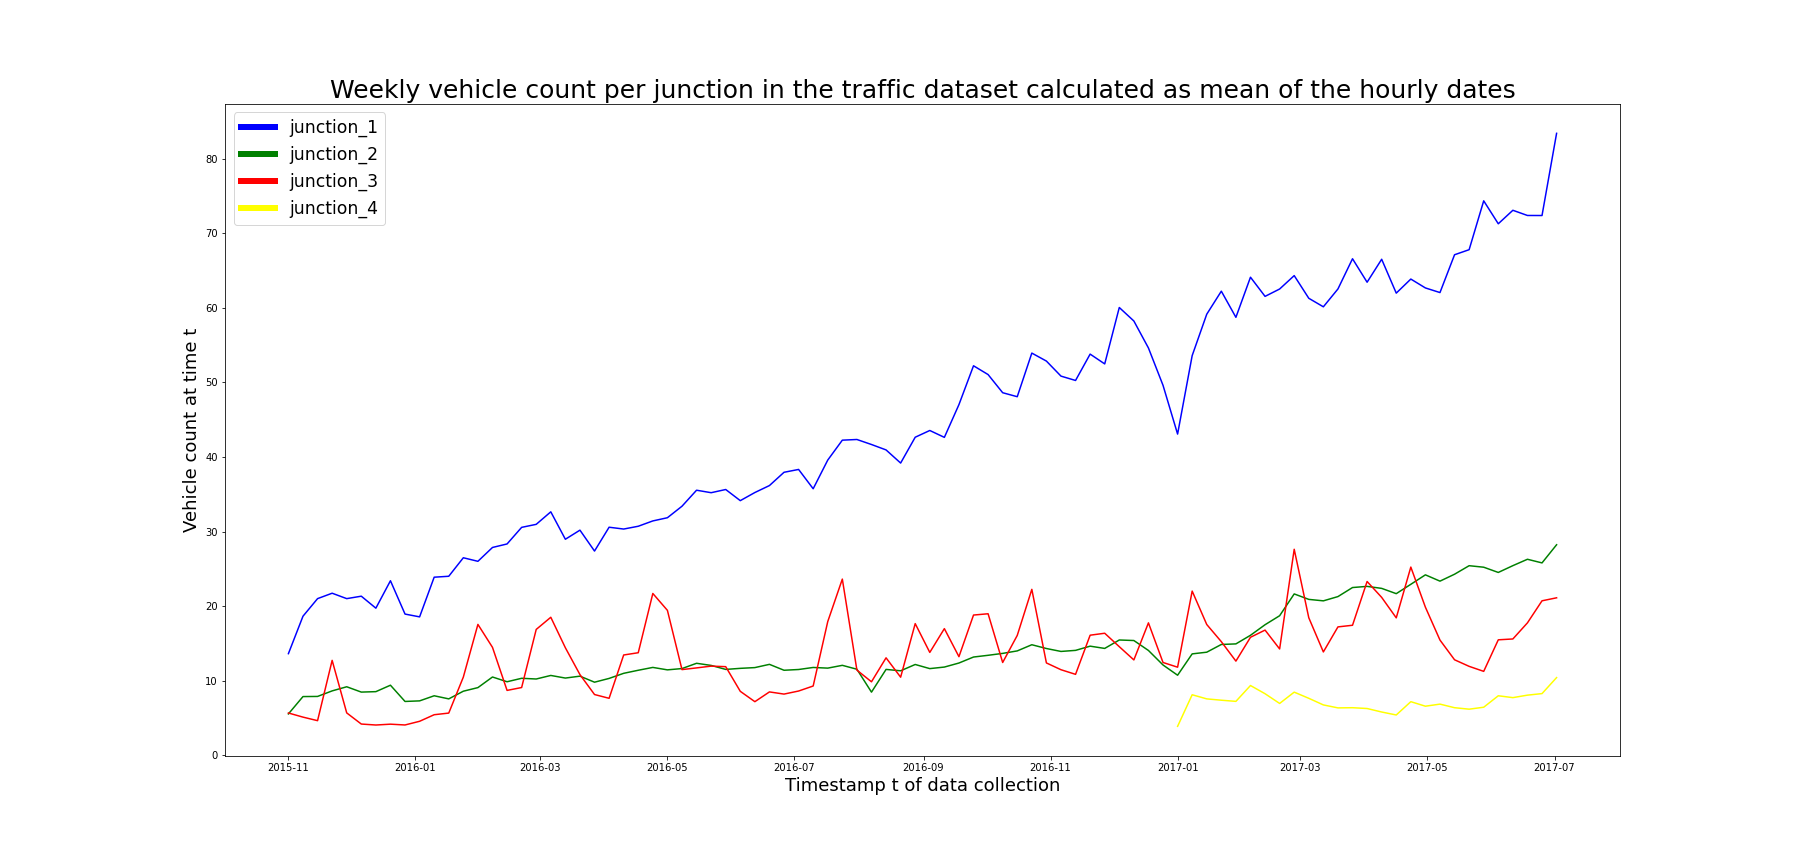 Weekly vehicle count per junction in the traffic dataset calculated as mean of the hourly dates
junction_1
junction_2
junction_3
junction_4
Vehicle count at time t
80
70
60
50
40
30
20
10
0
2015-11 2016-01 2016-03 2016-05 2016-07 2016-09 2016-11 2017-01 2017-03 2017-05 2017-07
Timestamp t of data collection